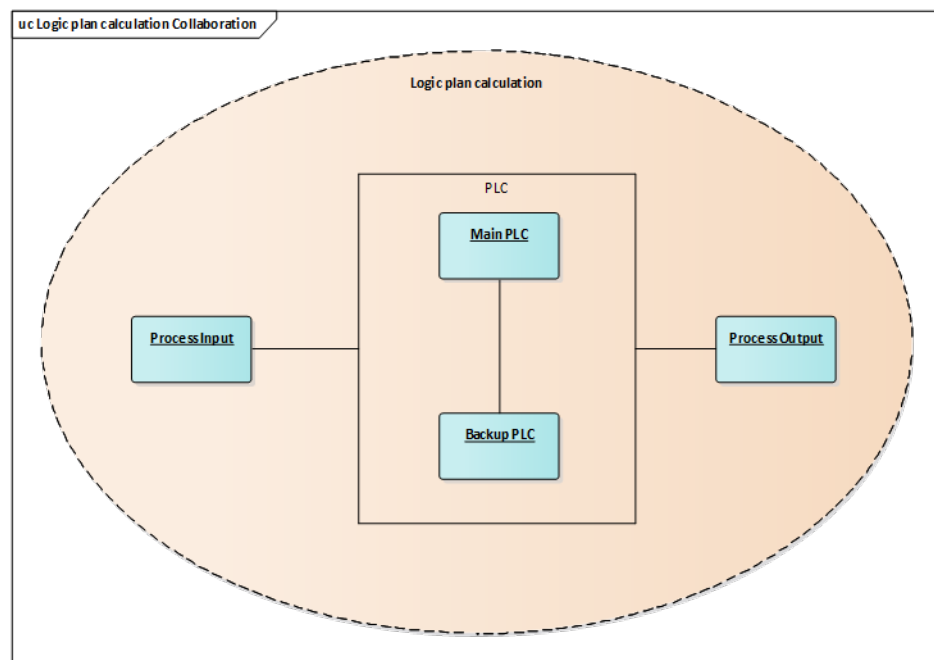 uc Logic plan calculation Collaboration
Logic plan calculation
PLC
Main PLC
Process Input
Process Output
Backup PLC